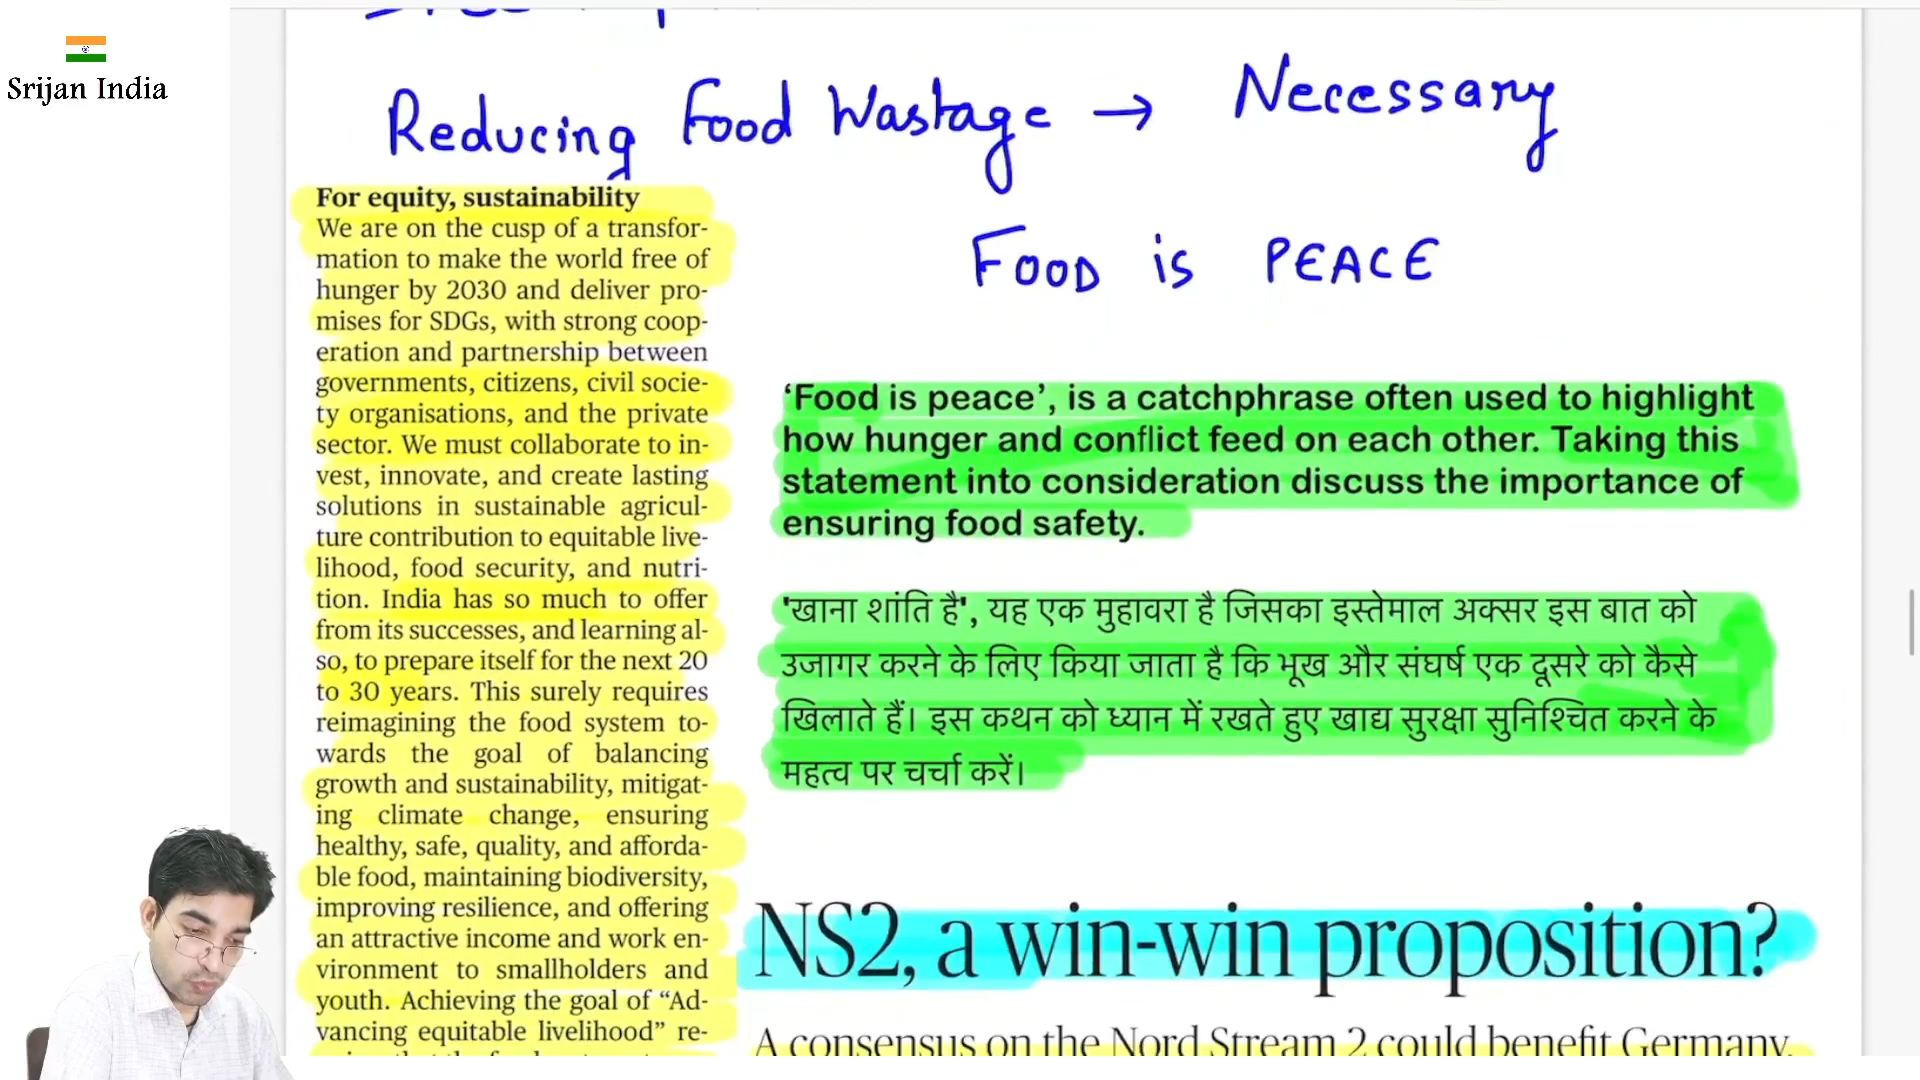 Srijan India
Reducing Food Wastage → Necessary
FOOD is PEACE
For equity, sustainability
We are on the cusp of a transfor-
mation to make the world free of
hunger by 2030 and deliver pro-
mises for SDGs, with strong coop-
eration and partnership between
governments, citizens, civil socie-
ty organisations, and the private
sector. We must collaborate to in-
vest, innovate, and create lasting
solutions in sustainable agricul-
ture contribution to equitable live-
lihood, food security, and nutri-
tion. India has so much to offer
from its successes, and learning al-
so, to prepare itself for the next 20
to 30 years. This surely requires
reimagining the food system to-
wards the goal of balancing
growth and sustainability, mitigat-
ing climate change, ensuring
healthy, safe, quality, and afforda-
ble food, maintaining biodiversity,
improving resilience, and offering
an attractive income and work en-
vironment to smallholders and
youth. Achieving the goal of “Ad-
vancing equitable livelihood” re-
‘Food is peace’, is a catchphrase often used to highlight
how hunger and conflict feed on each other. Taking this
statement into consideration discuss the importance of
ensuring food safety.
'खाना शांति है', यह एक मुहावरा है जिसका इस्तेमाल अक्सर इस बात को
उजागर करने के लिए किया जाता है कि भूख और संघर्ष एक दूसरे को कैसे
खिलाते हैं। इस कथन को ध्यान में रखते हुए खाद्य सुरक्षा सुनिश्चित करने के
महत्व पर चर्चा करें।
NS2, a win-win proposition?
A consensus on the Nord Stream 2 could benefit Germany,